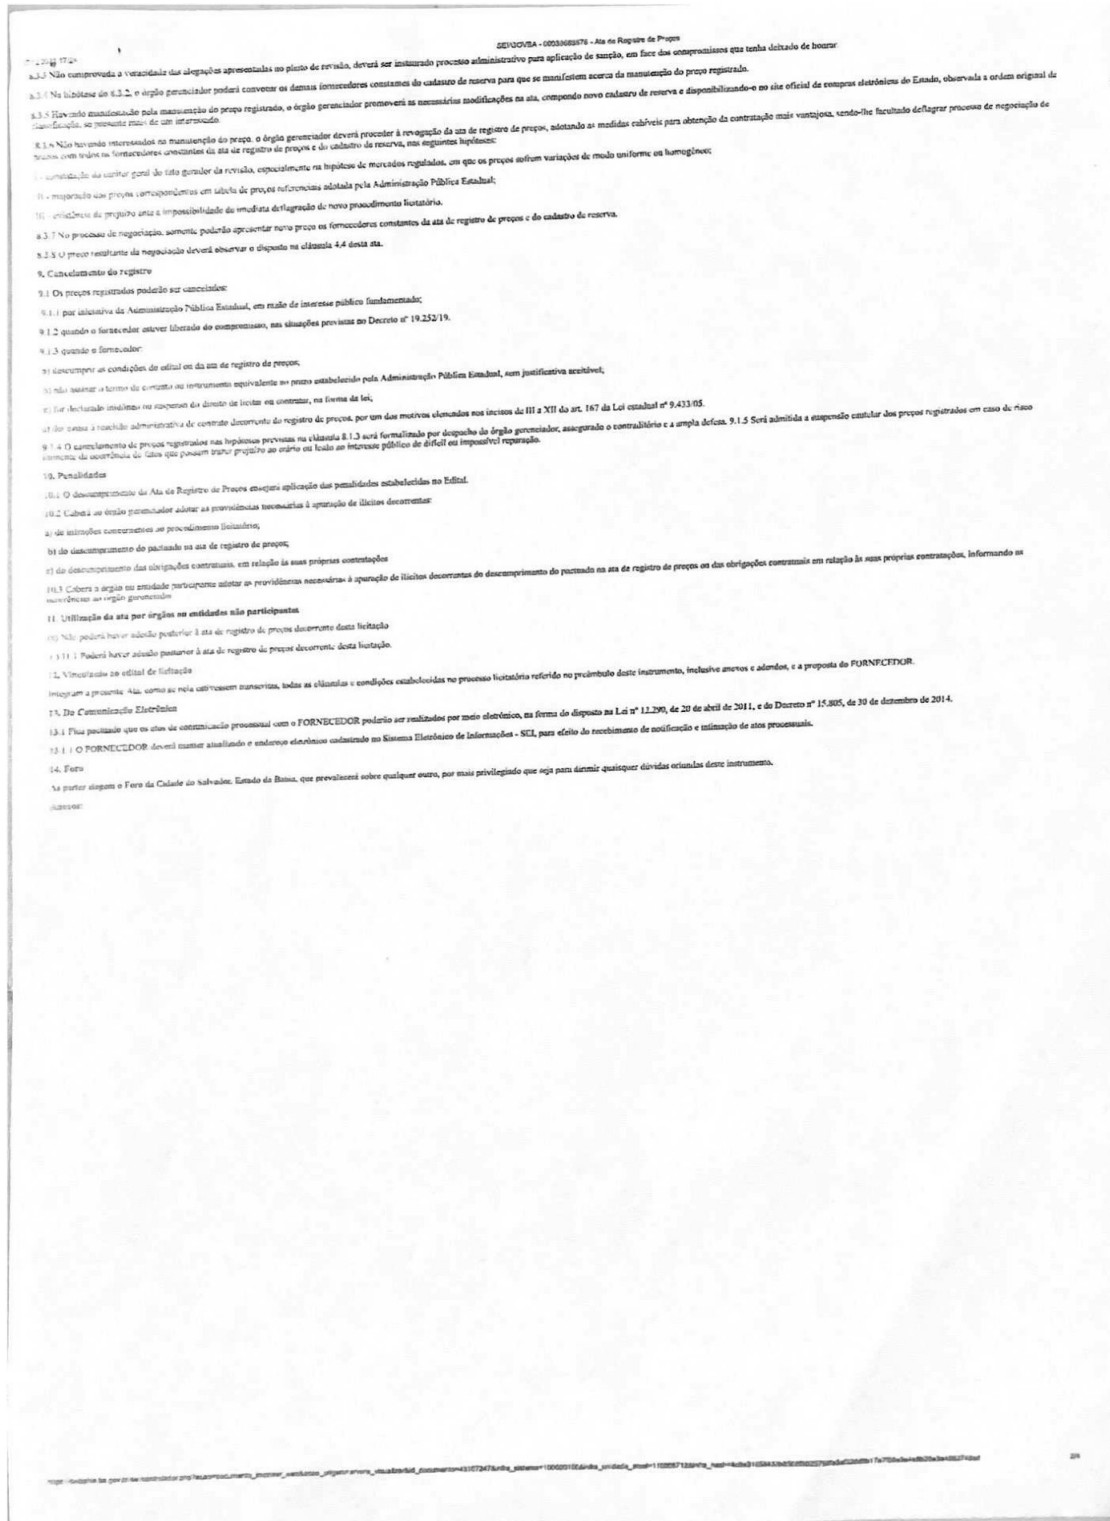 SEI/GOVBA - 00033683576 - Ata de Registro de Preços
17:24
8.3.3 Não comprovada a veracidade das alegações apresentadas no pleito de revisão, deverá ser instaurado processo administrativo para aplicação de sanção, em face dos compromissos que tenha deixado de honrar
8.3.4 Na hipótese do 8.3.2, o órgão gerenciador poderá convocar os demais fornecedores constantes do cadastro de reserva para que se manifestem acerca da manutenção do preço registrado.
8.3.5 Havendo manifestação pela manutenção do preço registrado, o órgão gerenciador promoverá as necessárias modificações na ata, compondo novo cadastro de reserva e disponibilizando-o no site oficial de compras eletrônicas do Estado, observada a ordem original de
classificação, se presente mais de um interessado.
8.3.6 Não havendo interessados na manutenção do preço, o órgão gerenciador deverá proceder à revogação da ata de registro de preços, adotando as medidas cabíveis para obtenção da contratação mais vantajosa, sendo-lhe facultado deflagrar processo de negociação de
preços com todos os fornecedores constantes da ata de registro de preços e do cadastro de reserva, nas seguintes hipóteses:
I - constatação do caráter geral do fato gerador da revisão, especialmente na hipótese de mercados regulados, em que os preços sofrem variações de modo uniforme ou homogêneo;
II - majoração dos preços correspondentes em tabela de preços referenciais adotada pela Administração Pública Estadual;
III - existência de prejuízo ante a impossibilidade de imediata deflagração de novo procedimento licitatório.
8.3.7 No processo de negociação, somente poderão apresentar novo preço os fornecedores constantes da ata de registro de preços e do cadastro de reserva.
8.3.8 O preço resultante da negociação deverá observar o disposto na cláusula 4.4 desta ata.
9. Cancelamento do registro
9.1 Os preços registrados poderão ser cancelados:
9.1.1 por iniciativa da Administração Pública Estadual, em razão de interesse público fundamentado;
9.1.2 quando o fornecedor estiver liberado do compromisso, nas situações previstas no Decreto nº 19.252/19.
9.1.3 quando o fornecedor:
a) descumprir as condições do edital ou da ata de registro de preços;
b) não assinar o termo de contrato ou instrumento equivalente no prazo estabelecido pela Administração Pública Estadual, sem justificativa aceitável;
c) for declarado inidôneo ou suspenso do direito de licitar ou contratar, na forma da lei;
d) der causa à rescisão administrativa de contrato decorrente do registro de preços, por um dos motivos elencados nos incisos de III a XII do art. 167 da Lei estadual nº 9.433/05.
9.1.4 O cancelamento de preços registrados nas hipóteses previstas na cláusula 8.1.3 será formalizado por despacho do órgão gerenciador, assegurado o contraditório e a ampla defesa. 9.1.5 Será admitida a suspensão cautelar dos preços registrados em caso de risco
iminente da ocorrência de fatos que possam trazer prejuízo ao erário ou lesão ao interesse público de difícil ou impossível reparação.
10. Penalidades
10.1 O descumprimento da Ata de Registro de Preços ensejará aplicação das penalidades estabelecidas no Edital.
10.2 Caberá ao órgão gerenciador adotar as providências necessárias à apuração de ilícitos decorrentes:
a) de infrações concernentes ao procedimento licitatório;
b) do descumprimento do pactuado na ata de registro de preços;
c) do descumprimento das obrigações contratuais, em relação às suas próprias contratações
10.3 Caberá a órgão ou entidade participante adotar as providências necessárias à apuração de ilícitos decorrentes do descumprimento do pactuado na ata de registro de preços ou das obrigações contratuais em relação às suas próprias contratações, informando as
ocorrências ao órgão gerenciador
11. Utilização da ata por órgãos ou entidades não participantes
(x) Não poderá haver adesão posterior à ata de registro de preços decorrente desta licitação
( ) 11.1 Poderá haver adesão posterior à ata de registro de preços decorrente desta licitação.
12. Vinculação ao edital de licitação
Integram a presente Ata, como se nela estivessem transcritas, todas as cláusulas e condições estabelecidas no processo licitatório referido no preâmbulo deste instrumento, inclusive anexos e adendos, e a proposta do FORNECEDOR.
13. Da Comunicação Eletrônica
13.1 Fica pactuado que os atos de comunicação processual com o FORNECEDOR poderão ser realizados por meio eletrônico, na forma do disposto na Lei nº 12.290, de 20 de abril de 2011, e do Decreto nº 15.805, de 30 de dezembro de 2014.
13.1.1 O FORNECEDOR deverá manter atualizado o endereço eletrônico cadastrado no Sistema Eletrônico de Informações - SEI, para efeito do recebimento de notificação e intimação de atos processuais.
14. Foro
As partes elegem o Foro da Cidade do Salvador, Estado da Bahia, que prevalecerá sobre qualquer outro, por mais privilegiado que seja para dirimir quaisquer dúvidas oriundas deste instrumento.